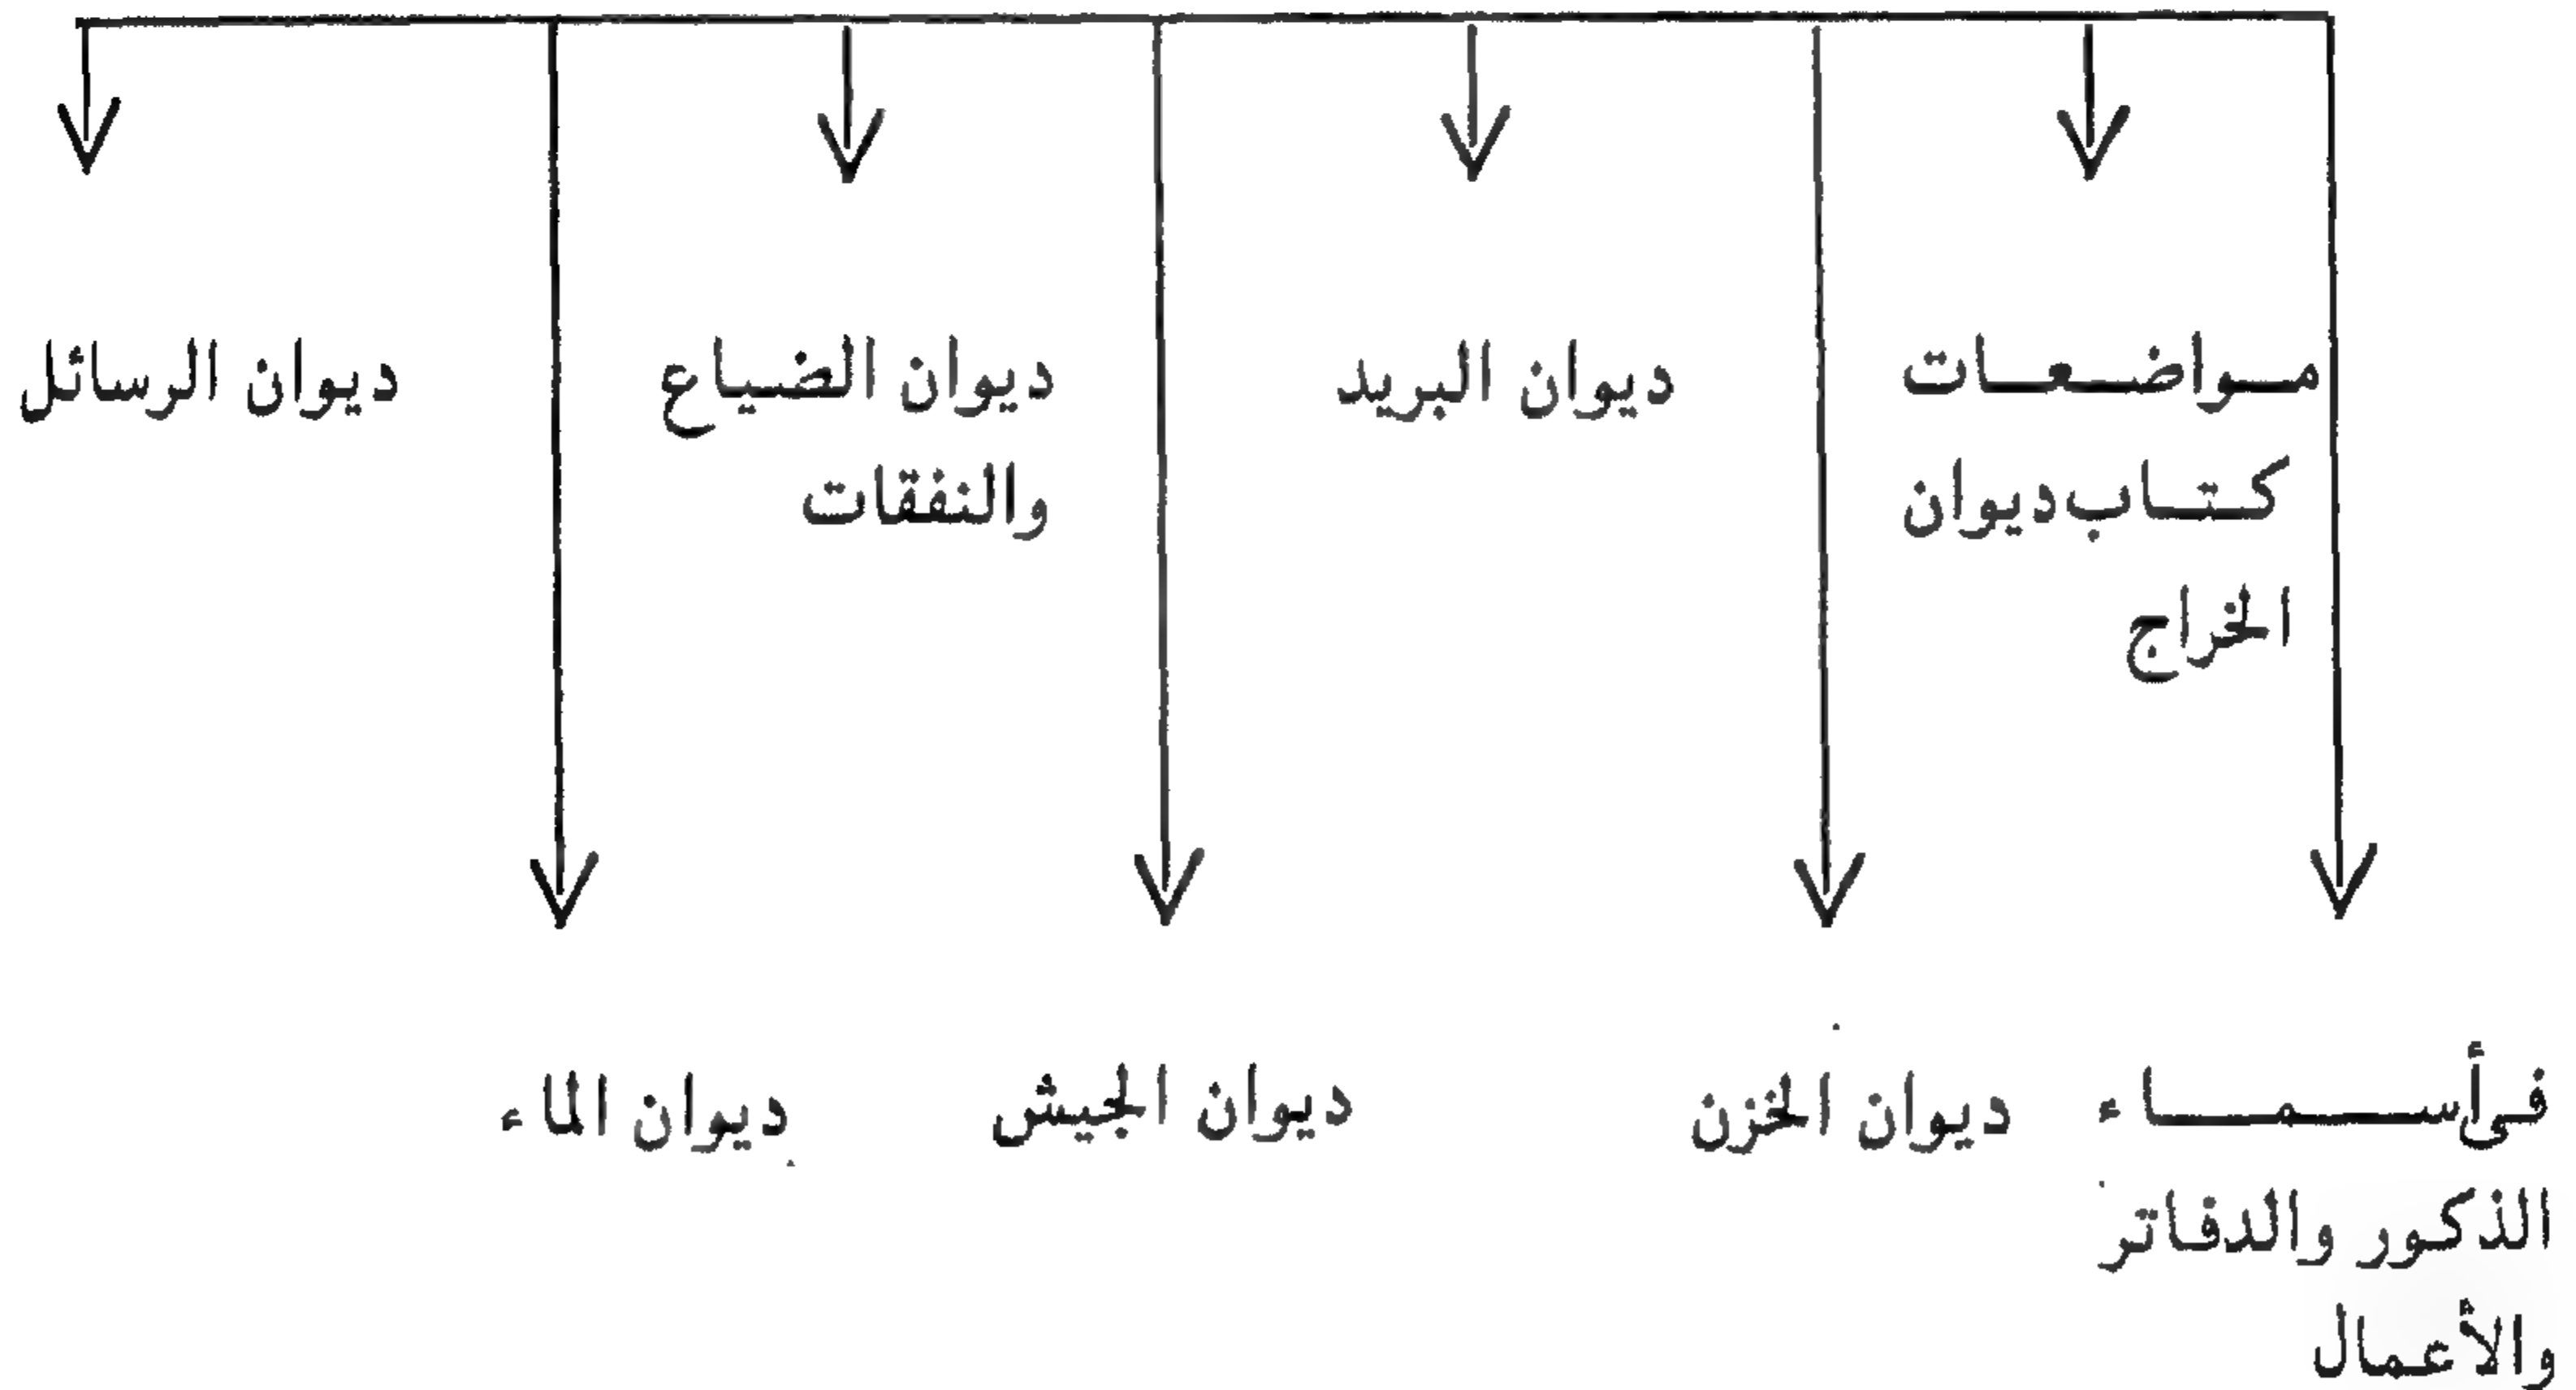 مواضعات
كتاب ديوان
الخراج
ديوان البريد
ديوان الضياع
والنفقات
ديوان الرسائل
فى أسماء
الذكور والدفاتر
والأعمال
ديوان الخزن
ديوان الجيش
ديوان الماء